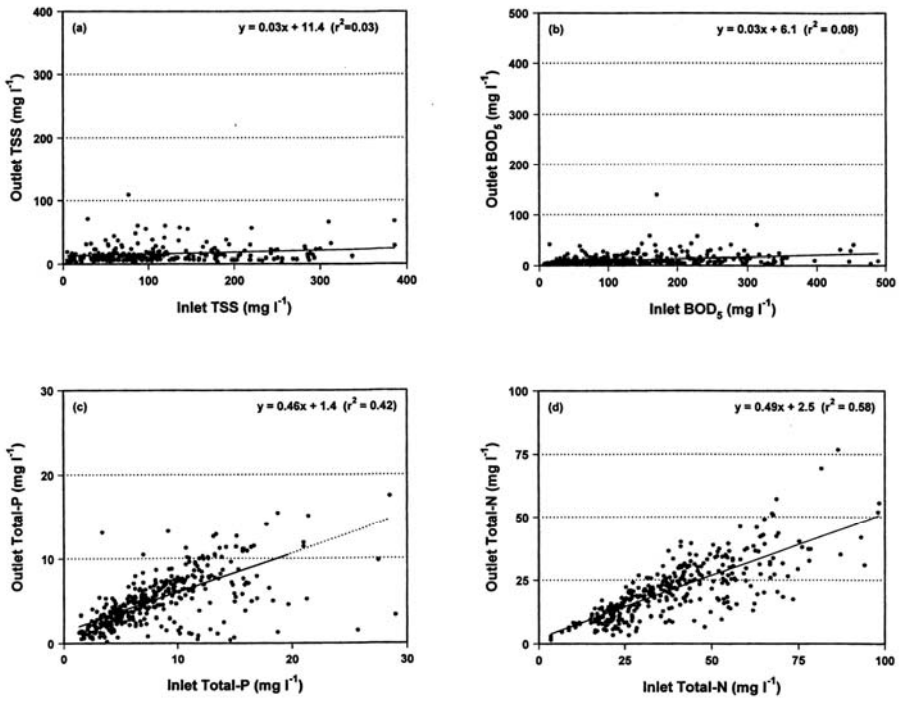 (a) y = 0.03x + 11.4 (r²=0.03)
400
300
200
100
0
Outlet TSS (mg l⁻¹)
0 100 200 300 400
Inlet TSS (mg l⁻¹)
(b) y = 0.03x + 6.1 (r² = 0.08)
500
400
300
200
100
0
Outlet BOD₅ (mg l⁻¹)
0 100 200 300 400 500
Inlet BOD₅ (mg l⁻¹)
(c) y = 0.46x + 1.4 (r² = 0.42)
30
20
10
0
Outlet Total-P (mg l⁻¹)
0 10 20 30
Inlet Total-P (mg l⁻¹)
(d) y = 0.49x + 2.5 (r² = 0.58)
100
75
50
25
0
Outlet Total-N (mg l⁻¹)
0 25 50 75 100
Inlet Total-N (mg l⁻¹)